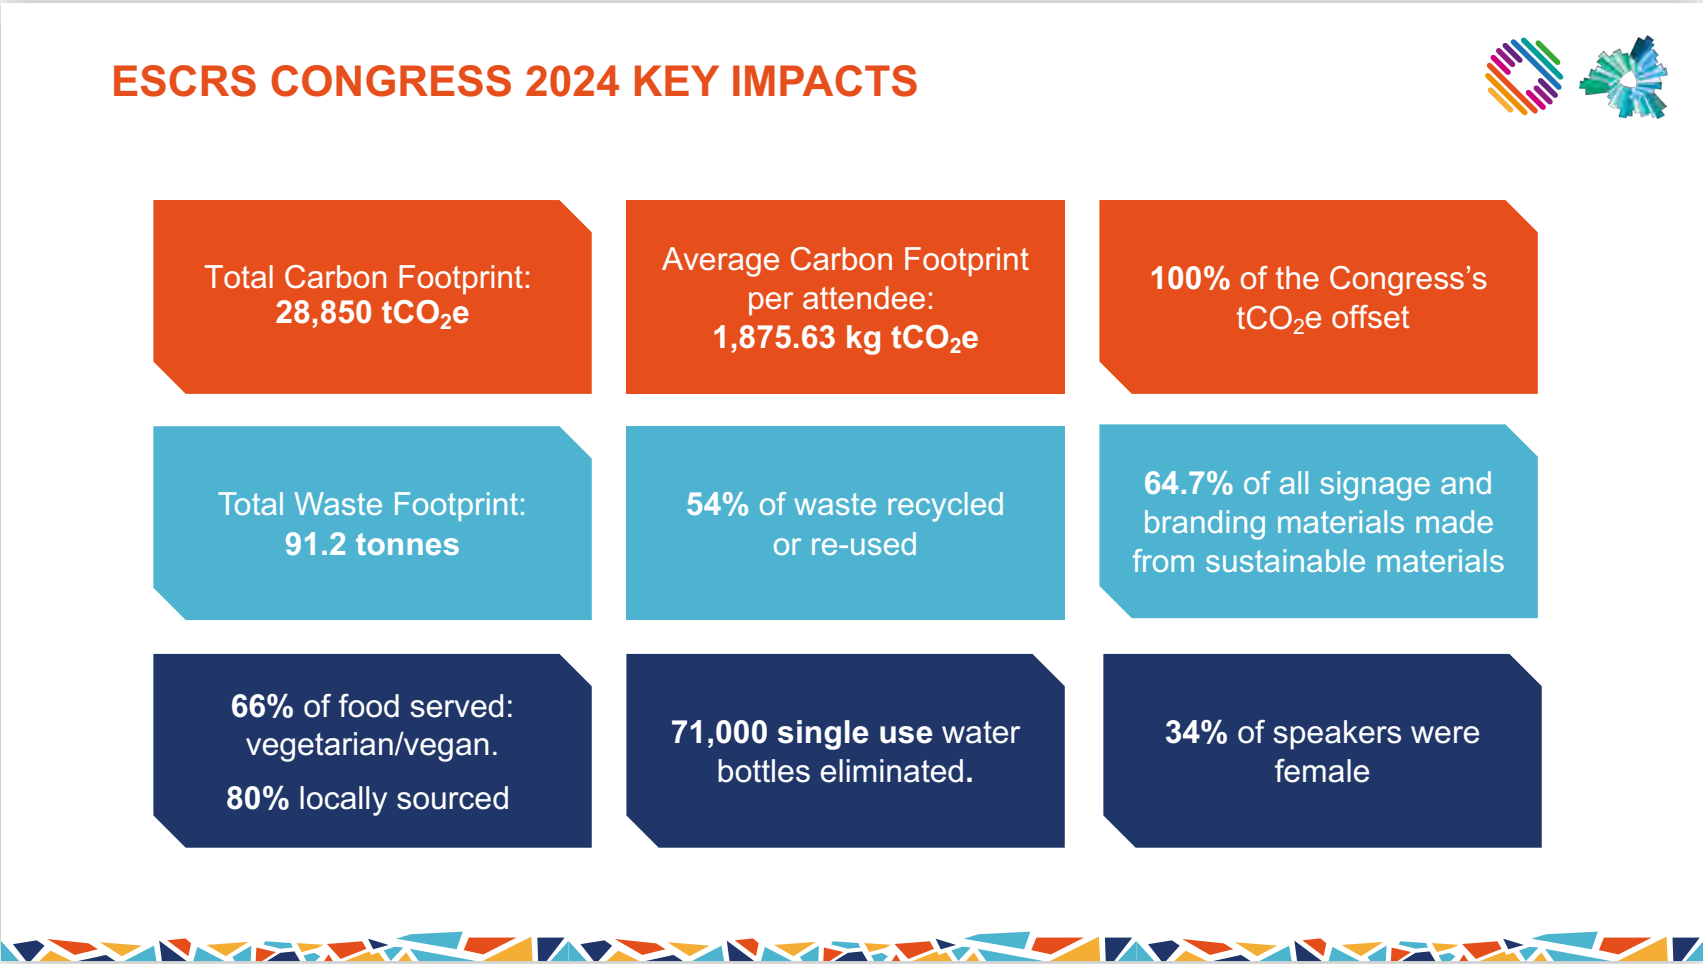 ESCRS CONGRESS 2024 KEY IMPACTS
Total Carbon Footprint:
28,850 tCO₂e
Average Carbon Footprint
per attendee:
1,875.63 kg tCO₂e
100% of the Congress’s
tCO₂e offset
Total Waste Footprint:
91.2 tonnes
54% of waste recycled
or re-used
64.7% of all signage and
branding materials made
from sustainable materials
66% of food served:
vegetarian/vegan.
80% locally sourced
71,000 single use water
bottles eliminated.
34% of speakers were
female